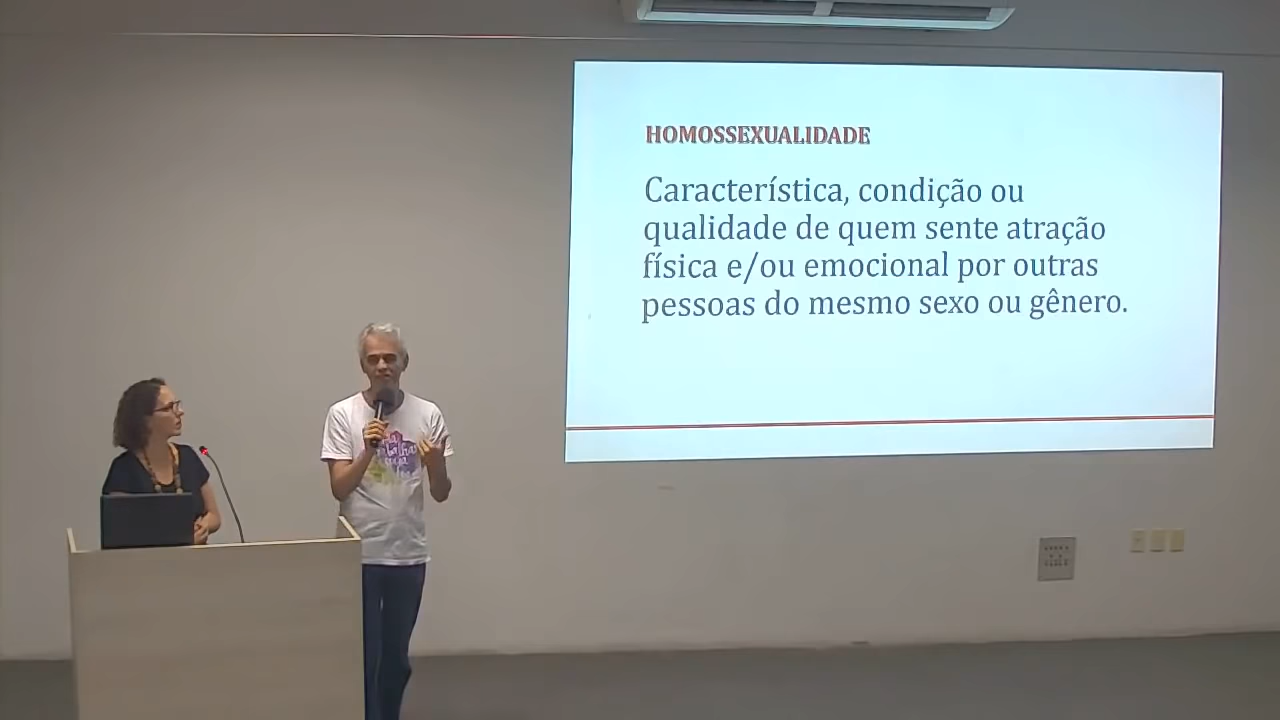 HOMOSSEXUALIDADE
Característica, condição ou
qualidade de quem sente atração
física e/ou emocional por outras
pessoas do mesmo sexo ou gênero.